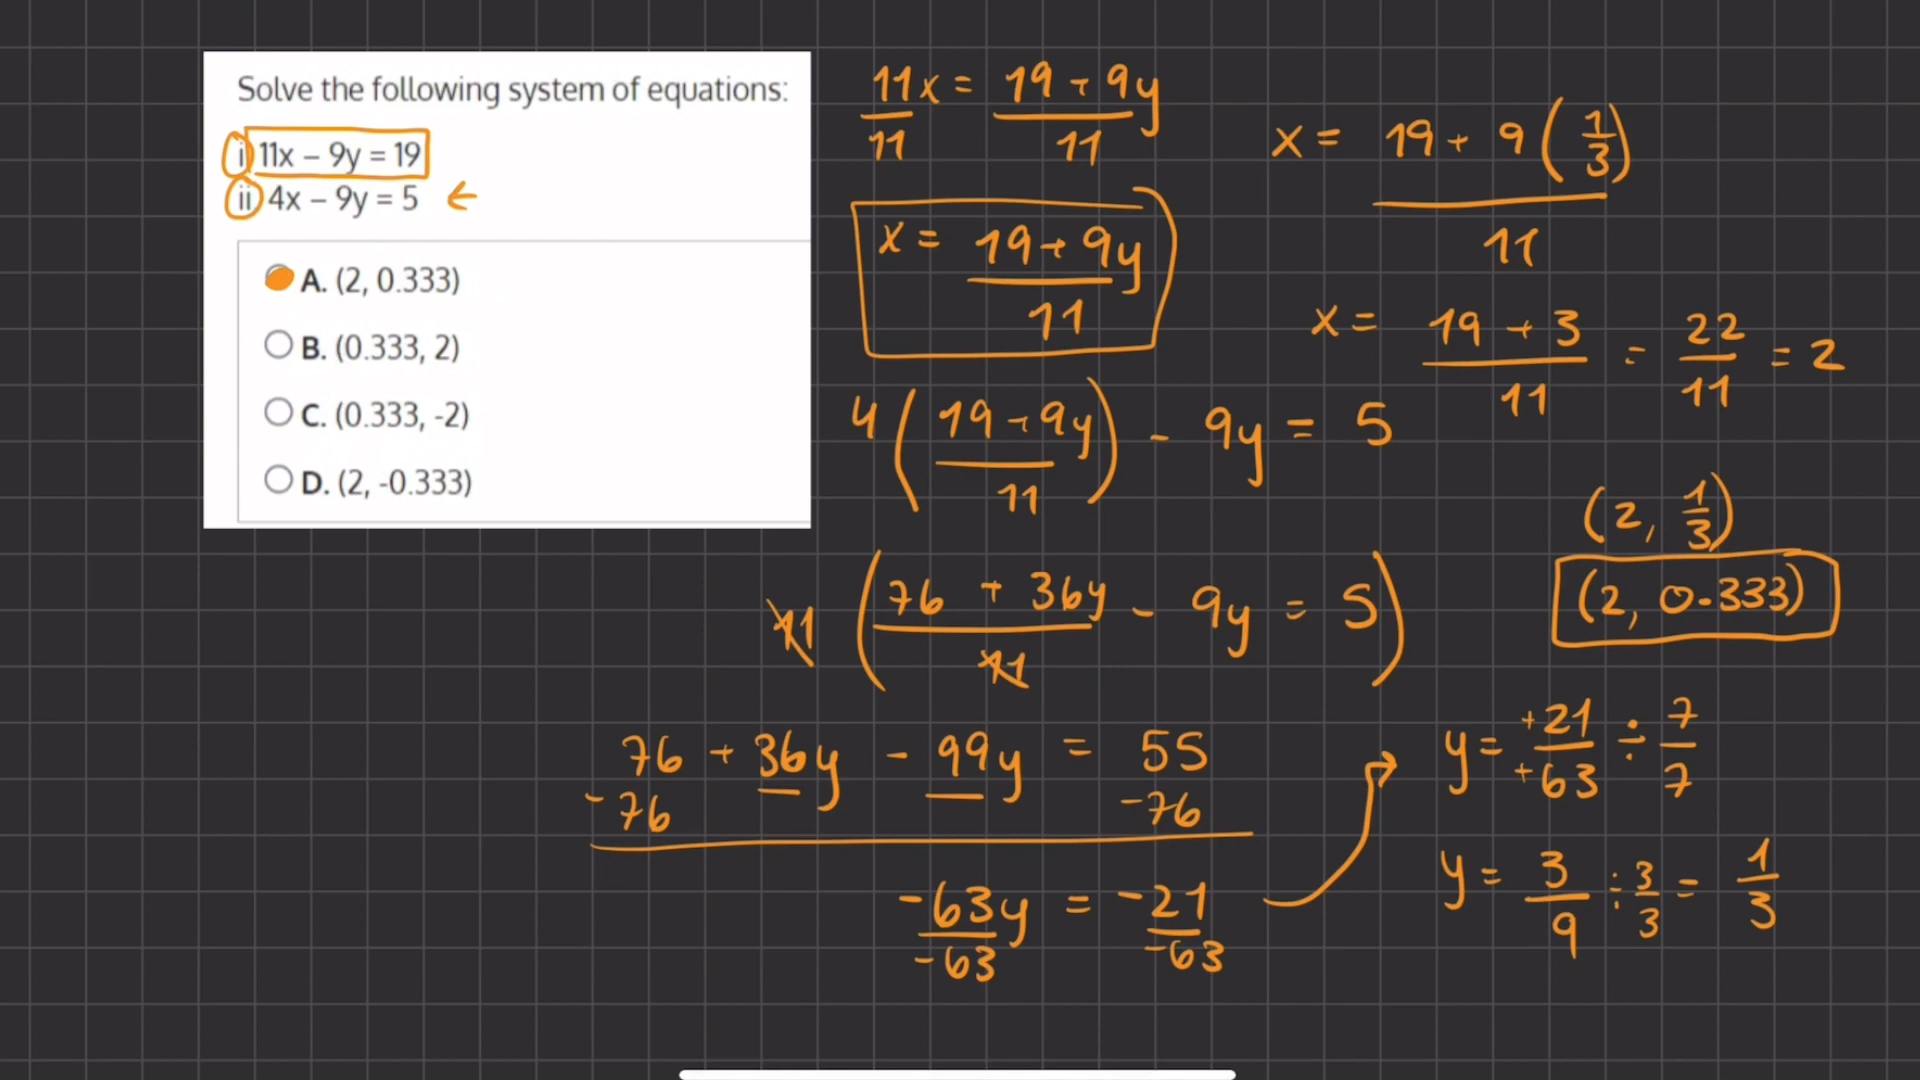 Solve the following system of equations:
i) 11x – 9y = 19
ii) 4x – 9y = 5 ←
A. (2, 0.333)
B. (0.333, 2)
C. (0.333, -2)
D. (2, -0.333)
11x/11 = 19 + 9y/11
x = 19 + 9y/11
4(19 + 9y/11) - 9y = 5
11(76 + 36y/11 - 9y = 5)
76 + 36y - 99y = 55
-76 -76
-63y/-63 = -21/-63
x = 19 + 9(1/3)/11
x = 19 + 3/11 = 22/11 = 2
(2, 1/3)
(2, 0.333)
y = +21/+63 ÷ 7/7
y = 3/9 ÷ 3/3 = 1/3